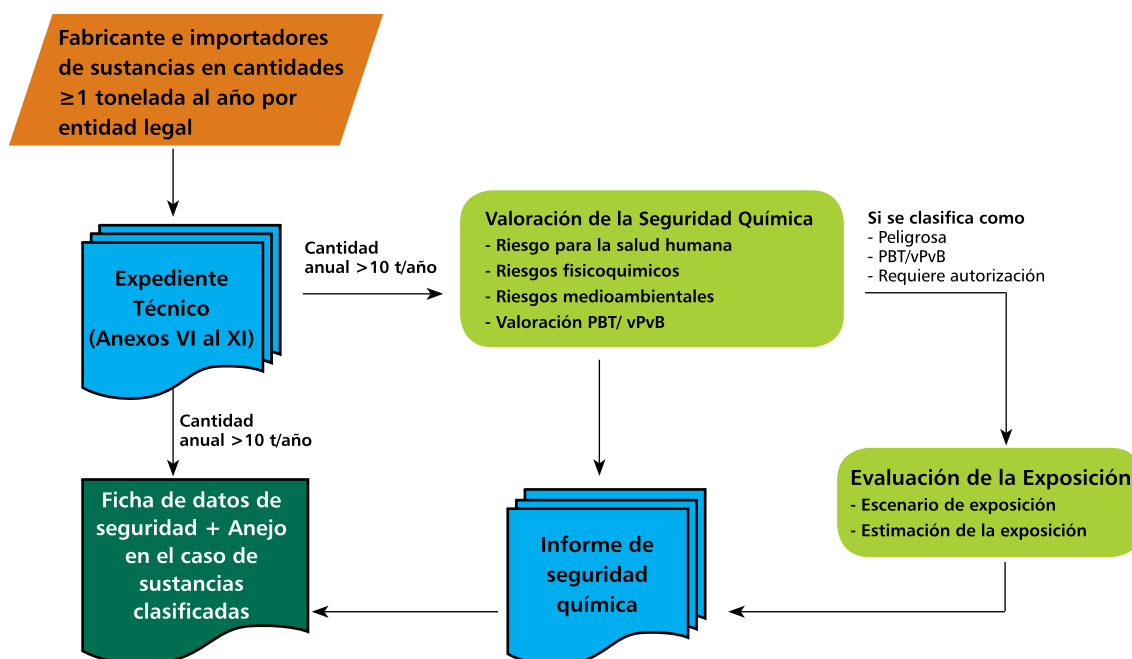 Fabricante e importadores
de sustancias en cantidades
≥1 tonelada al año por
entidad legal
Expediente
Técnico
(Anexos VI al XI)
Cantidad
anual >10 t/año
Valoración de la Seguridad Química
- Riesgo para la salud humana
- Riesgos fisicoquimicos
- Riesgos medioambientales
- Valoración PBT/ vPvB
Si se clasifica como
- Peligrosa
- PBT/vPvB
- Requiere autorización
Cantidad
anual >10 t/año
Ficha de datos de
seguridad + Anejo
en el caso de
sustancias
clasificadas
Informe de
seguridad
química
Evaluación de la Exposición
- Escenario de exposición
- Estimación de la exposición